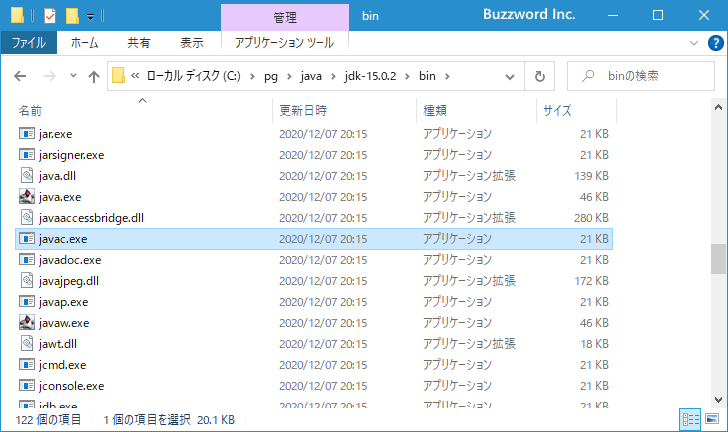 管理 bin Buzzword Inc.
ファイル ホーム 共有 表示 アプリケーション ツール
« ローカル ディスク (C:) › pg › java › jdk-15.0.2 › bin › binの検索
名前 更新日時 種類 サイズ
jar.exe 2020/12/07 20:15 アプリケーション 21 KB
jarsigner.exe 2020/12/07 20:15 アプリケーション 21 KB
java.dll 2020/12/07 20:15 アプリケーション拡張 139 KB
java.exe 2020/12/07 20:15 アプリケーション 46 KB
javaaccessbridge.dll 2020/12/07 20:15 アプリケーション拡張 280 KB
javac.exe 2020/12/07 20:15 アプリケーション 21 KB
javadoc.exe 2020/12/07 20:15 アプリケーション 21 KB
javajpeg.dll 2020/12/07 20:15 アプリケーション拡張 172 KB
javap.exe 2020/12/07 20:15 アプリケーション 21 KB
javaw.exe 2020/12/07 20:15 アプリケーション 46 KB
jawt.dll 2020/12/07 20:15 アプリケーション拡張 18 KB
jcmd.exe 2020/12/07 20:15 アプリケーション 21 KB
jconsole.exe 2020/12/07 20:15 アプリケーション 21 KB
jdb.exe 2020/12/07 20:15 アプリケーション 21 KB
122 個の項目 1 個の項目を選択 20.1 KB